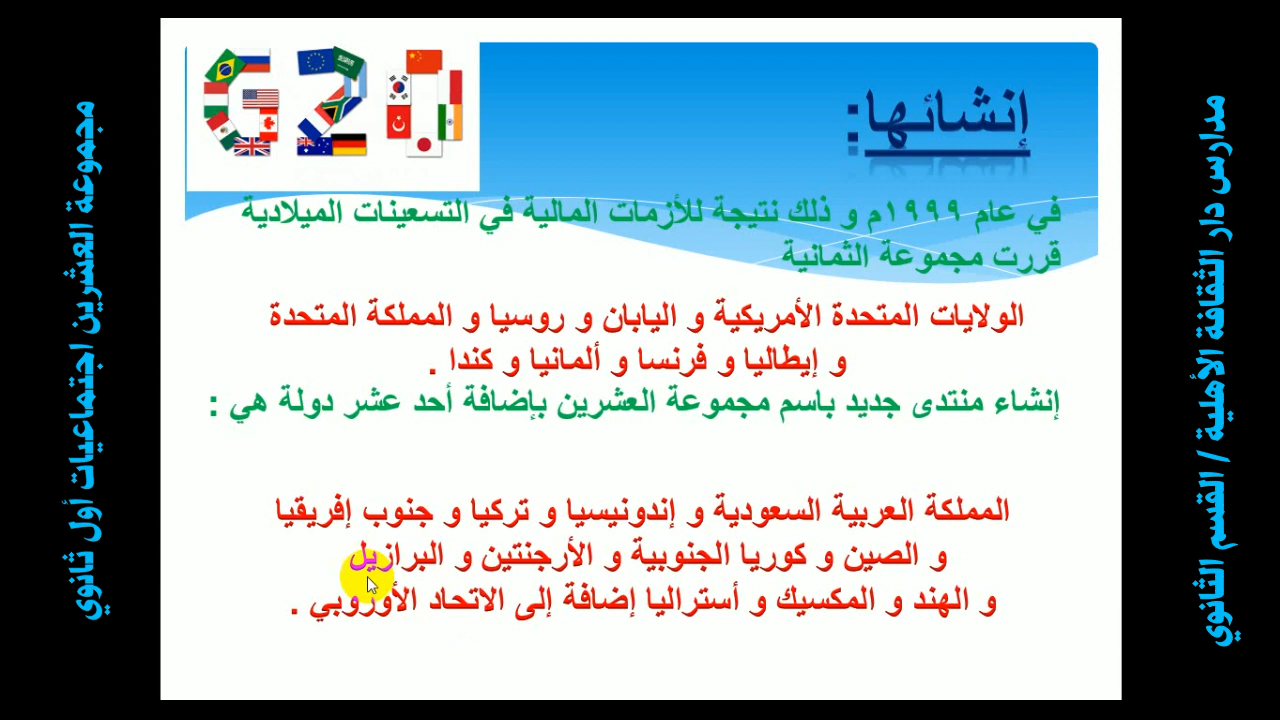 مدارس دار الثقافة الأهلية / القسم الثانوي
G20
إنشائها:
في عام ١٩٩٩م و ذلك نتيجة للأزمات المالية في التسعينات الميلادية
قررت مجموعة الثمانية
الولايات المتحدة الأمريكية و اليابان و روسيا و المملكة المتحدة
و إيطاليا و فرنسا و ألمانيا و كندا .
إنشاء منتدى جديد باسم مجموعة العشرين بإضافة أحد عشر دولة هي :
المملكة العربية السعودية و إندونيسيا و تركيا و جنوب إفريقيا
و الصين و كوريا الجنوبية و الأرجنتين و البرازيل
و الهند و المكسيك و أستراليا إضافة إلى الاتحاد الأوروبي .
مجموعة العشرين اجتماعيات أول ثانوي